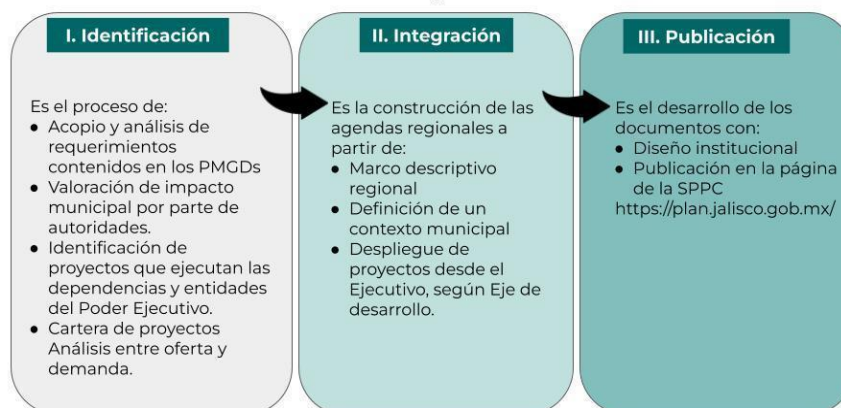 I. Identificación
Es el proceso de:
● Acopio y análisis de
requerimientos
contenidos en los PMGDs
● Valoración de impacto
municipal por parte de
autoridades.
● Identificación de
proyectos que ejecutan las
dependencias y entidades
del Poder Ejecutivo.
● Cartera de proyectos
Análisis entre oferta y
demanda.
II. Integración
Es la construcción de las
agendas regionales a
partir de:
● Marco descriptivo
regional
● Definición de un
contexto municipal
● Despliegue de
proyectos desde el
Ejecutivo, según Eje de
desarrollo.
III. Publicación
Es el desarrollo de los
documentos con:
● Diseño institucional
● Publicación en la página
de la SPPC
https://plan.jalisco.gob.mx/